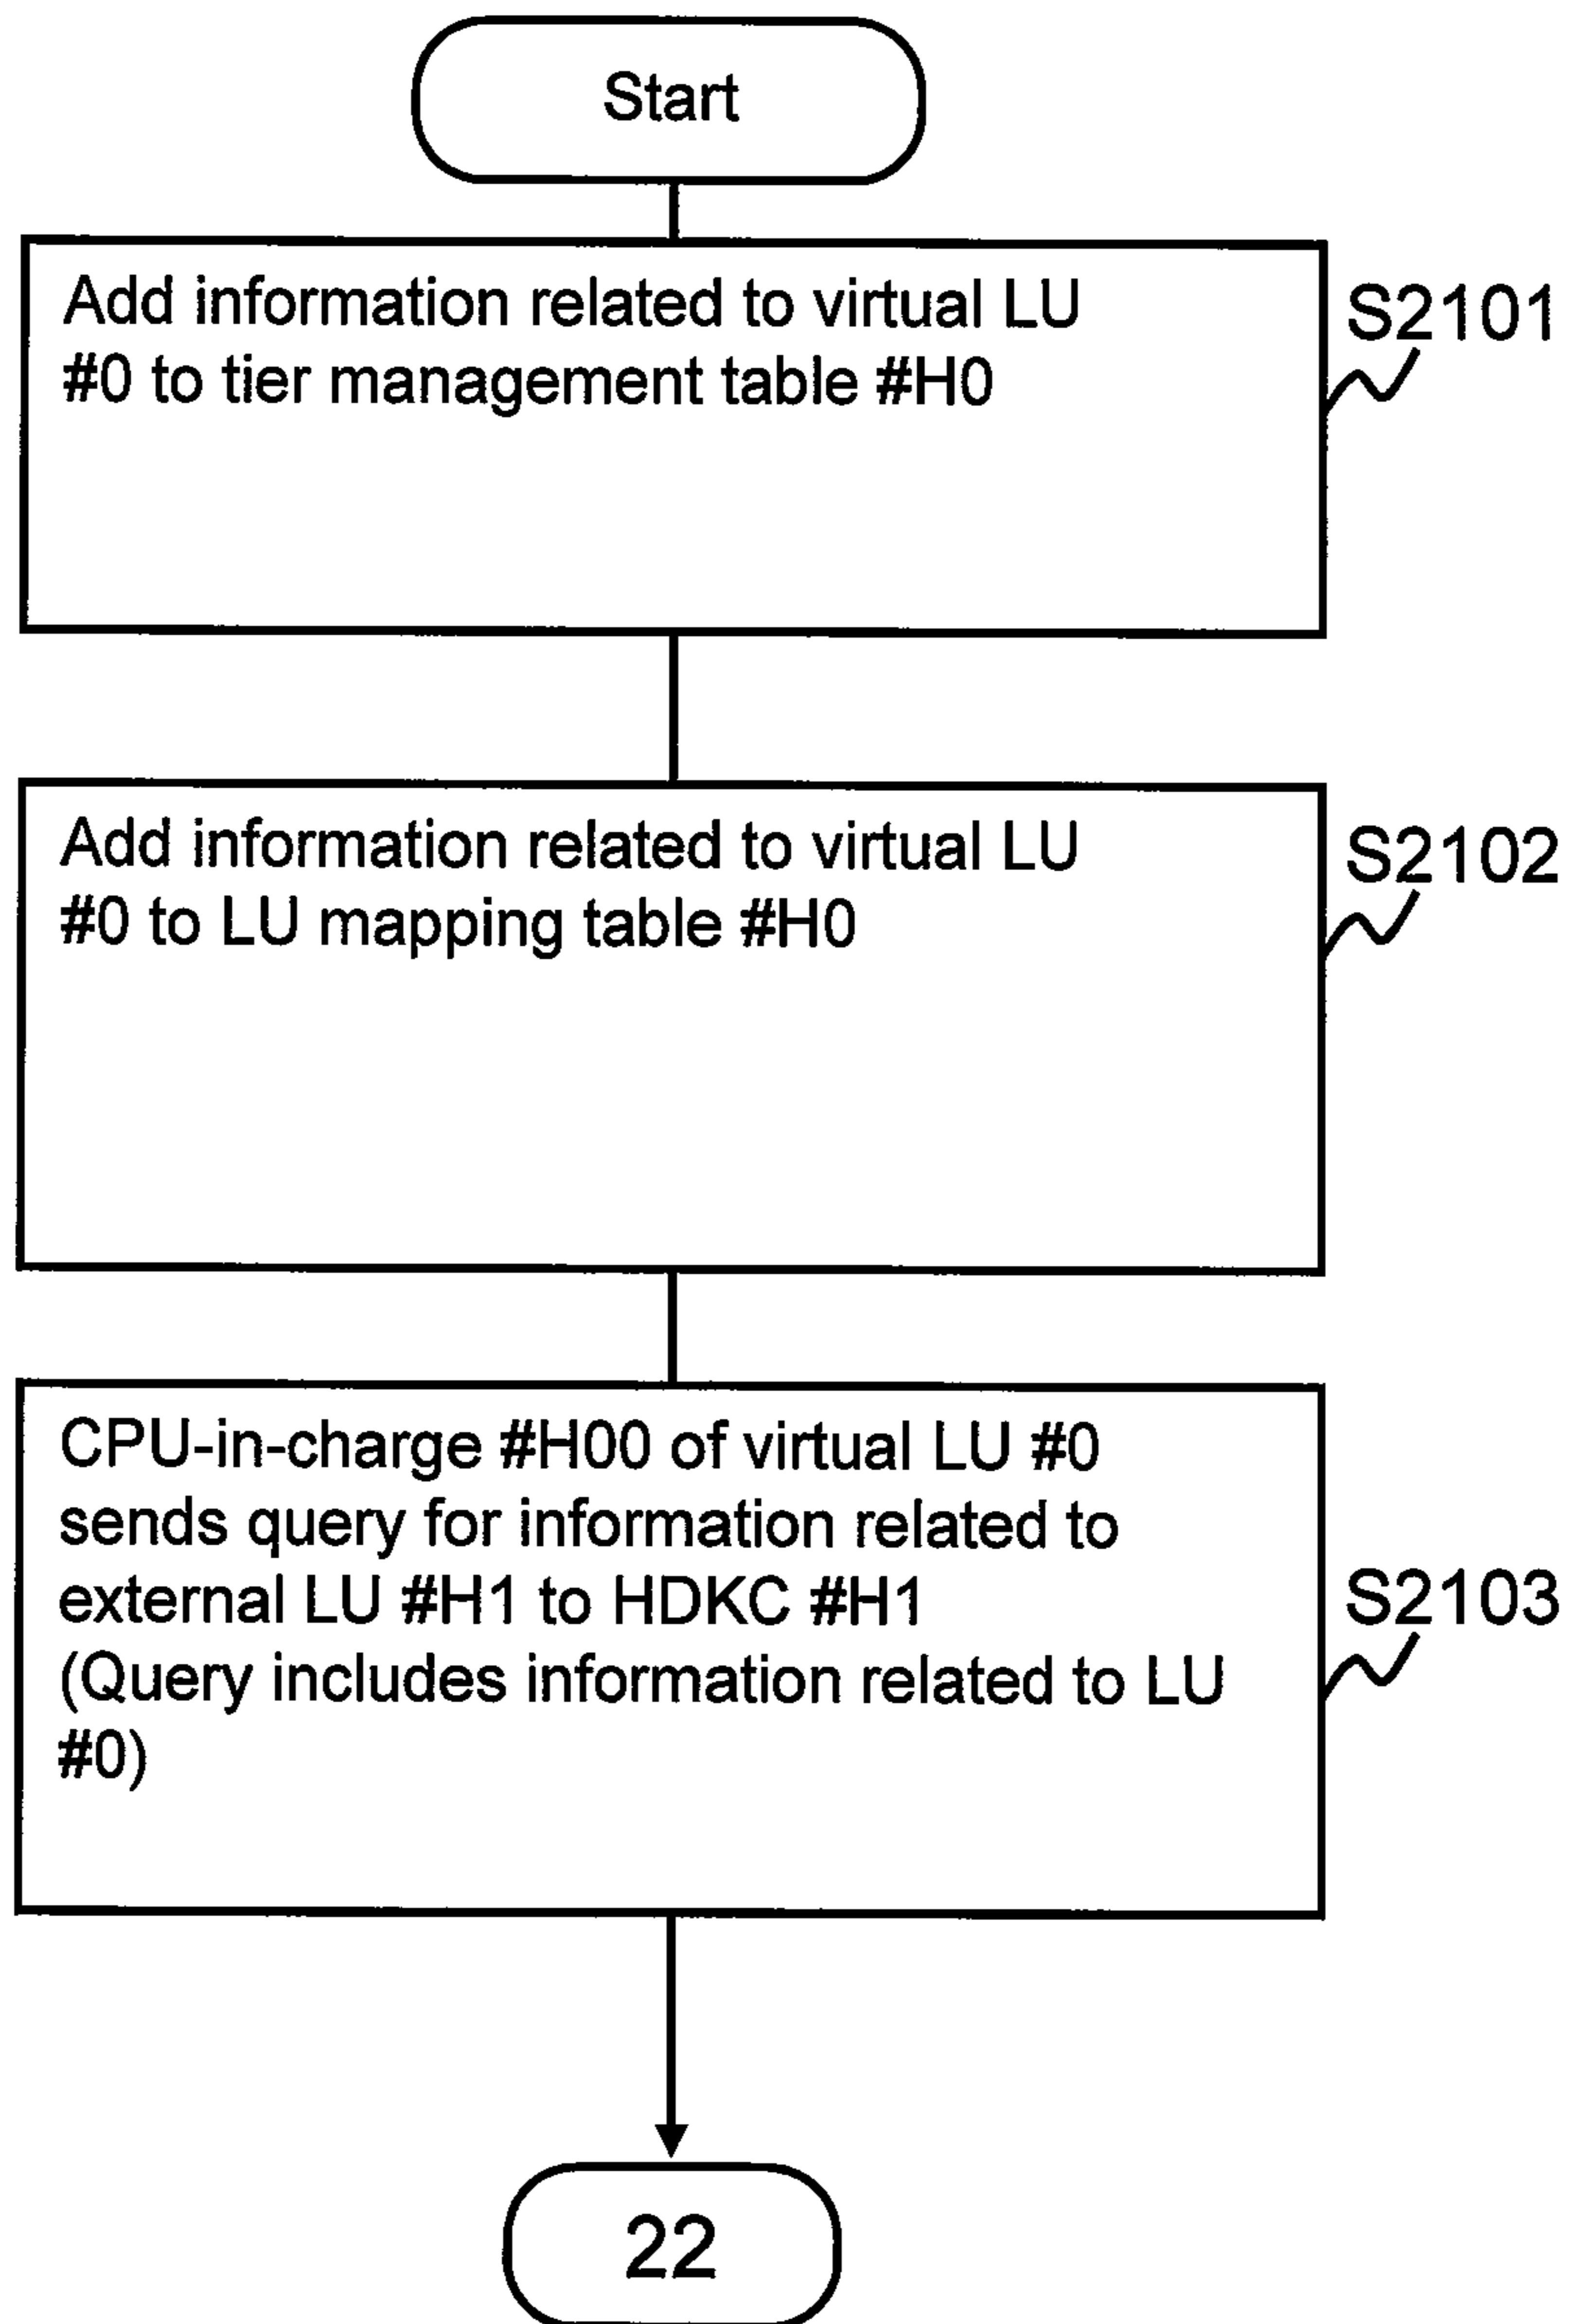 Start
Add information related to virtual LU
#0 to tier management table #H0
S2101
Add information related to virtual LU
#0 to LU mapping table #H0
S2102
CPU-in-charge #H00 of virtual LU #0
sends query for information related to
external LU #H1 to HDKC #H1
(Query includes information related to LU
#0)
S2103
22